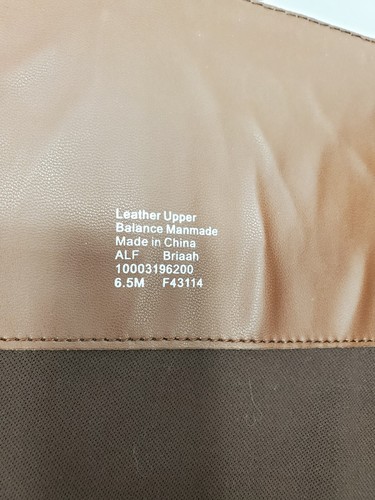 Leather Upper
Balance Manmade
Made in China
ALF Briaah
10003196200
6.5M F43114